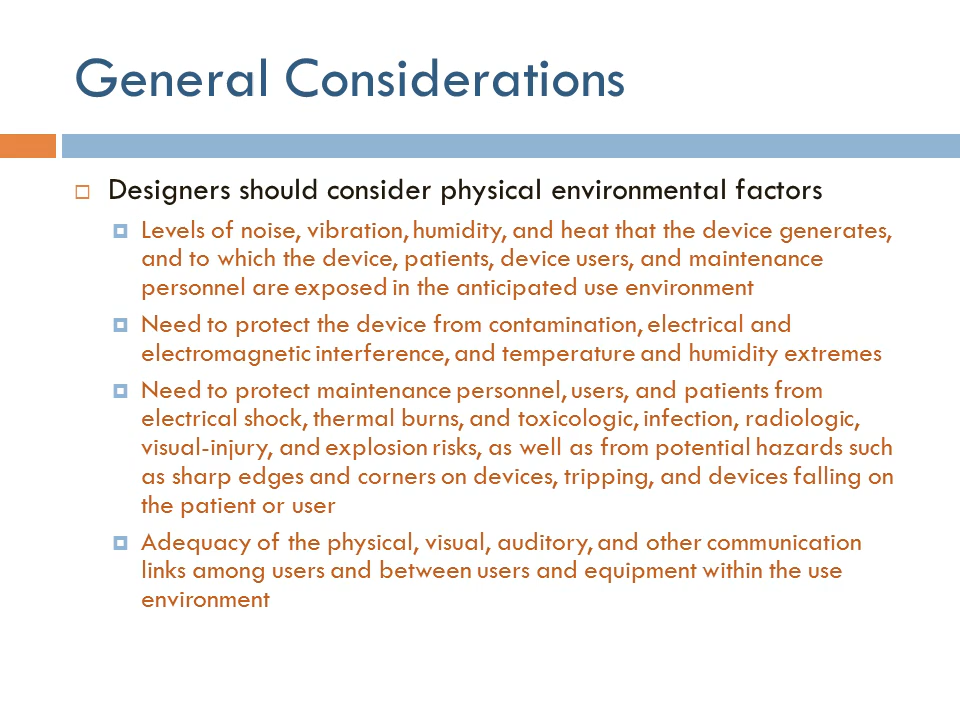 General Considerations
Designers should consider physical environmental factors
Levels of noise, vibration, humidity, and heat that the device generates,
and to which the device, patients, device users, and maintenance
personnel are exposed in the anticipated use environment
Need to protect the device from contamination, electrical and
electromagnetic interference, and temperature and humidity extremes
Need to protect maintenance personnel, users, and patients from
electrical shock, thermal burns, and toxicologic, infection, radiologic,
visual-injury, and explosion risks, as well as from potential hazards such
as sharp edges and corners on devices, tripping, and devices falling on
the patient or user
Adequacy of the physical, visual, auditory, and other communication
links among users and between users and equipment within the use
environment